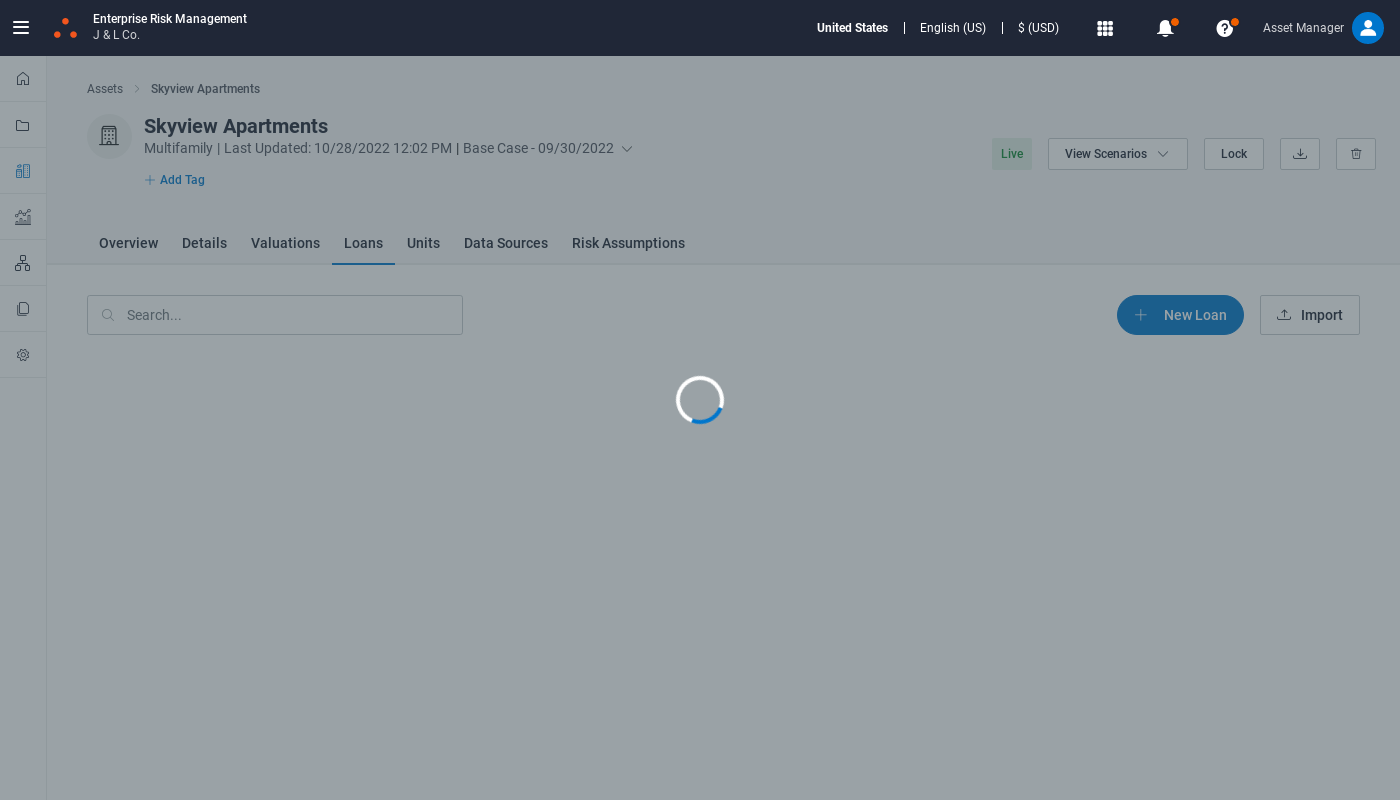 Enterprise Risk Management
J & L Co.
United States
English (US)
$ (USD)
Asset Manager
Assets
Skyview Apartments
Skyview Apartments
Multifamily | Last Updated: 10/28/2022 12:02 PM | Base Case - 09/30/2022
Add Tag
Live
View Scenarios
Lock
Overview
Details
Valuations
Loans
Units
Data Sources
Risk Assumptions
Search...
New Loan
Import